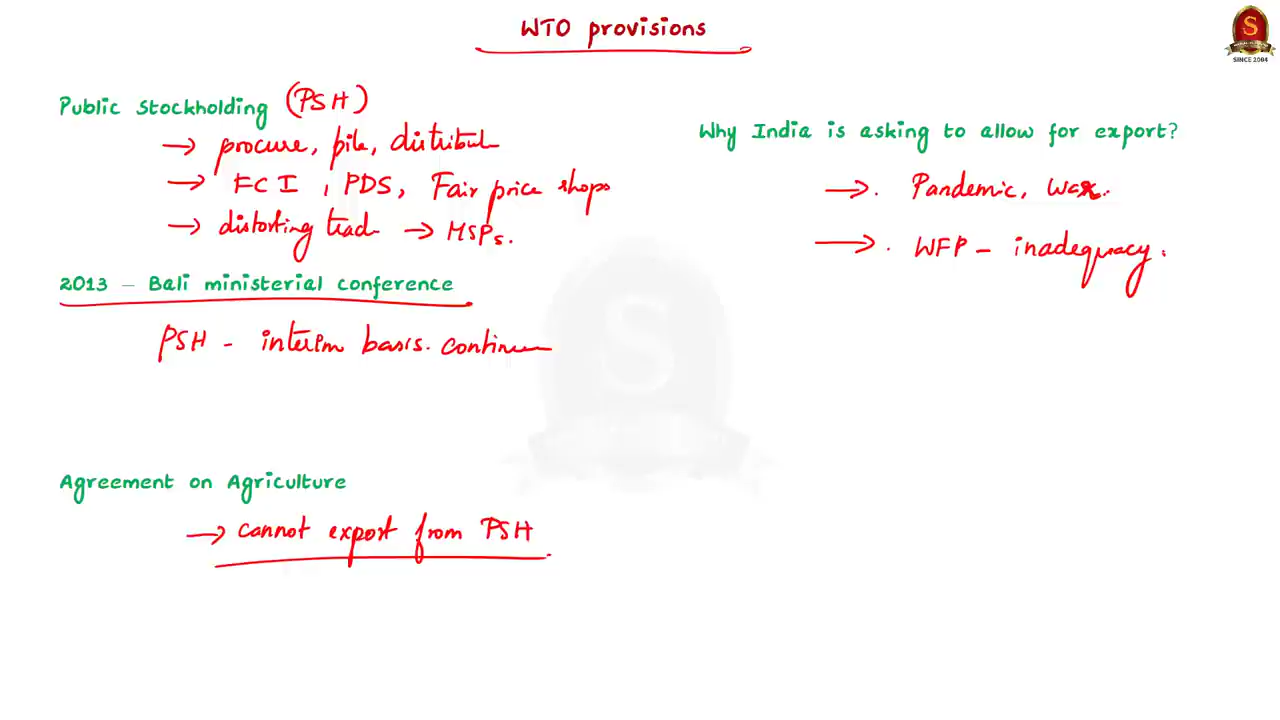 WTO provisions
SINCE 2004
Public Stockholding (PSH)
→ procure, pile, distribute
→ FCI, PDS, Fair price shops
→ distorting trade → MSPs.
2013 – Bali ministerial conference
PSH - interim basis. continue
Agreement on Agriculture
→ cannot export from PSH
Why India is asking to allow for export?
→. Pandemic, war.
→. WFP - inadequacy.
S